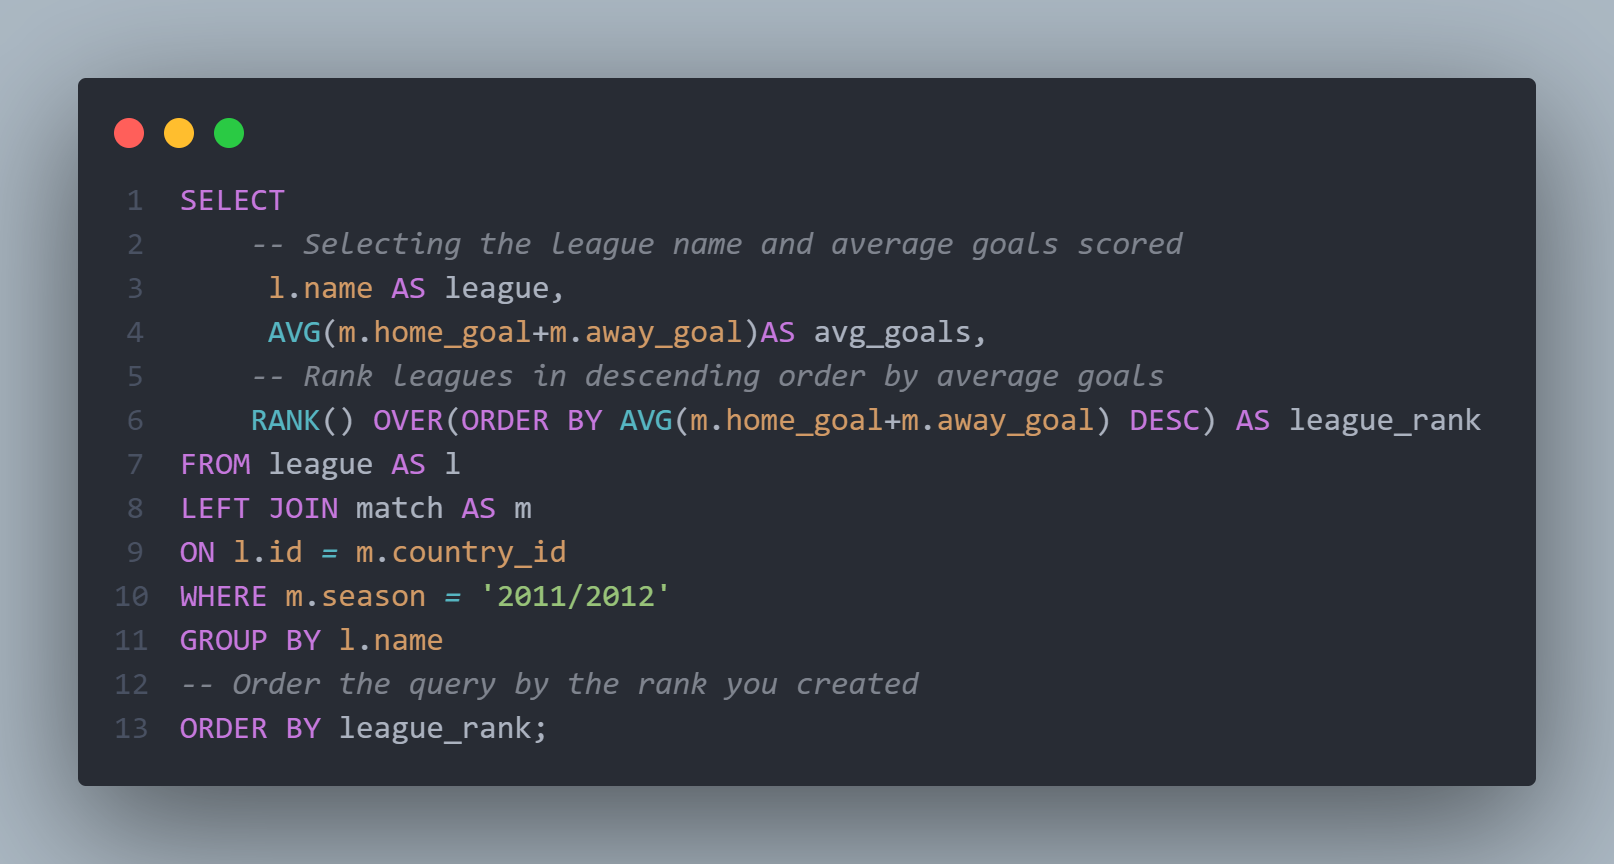 1 SELECT
2 -- Selecting the league name and average goals scored
3 l.name AS league,
4 AVG(m.home_goal+m.away_goal)AS avg_goals,
5 -- Rank leagues in descending order by average goals
6 RANK() OVER(ORDER BY AVG(m.home_goal+m.away_goal) DESC) AS league_rank
7 FROM league AS l
8 LEFT JOIN match AS m
9 ON l.id = m.country_id
10 WHERE m.season = '2011/2012'
11 GROUP BY l.name
12 -- Order the query by the rank you created
13 ORDER BY league_rank;